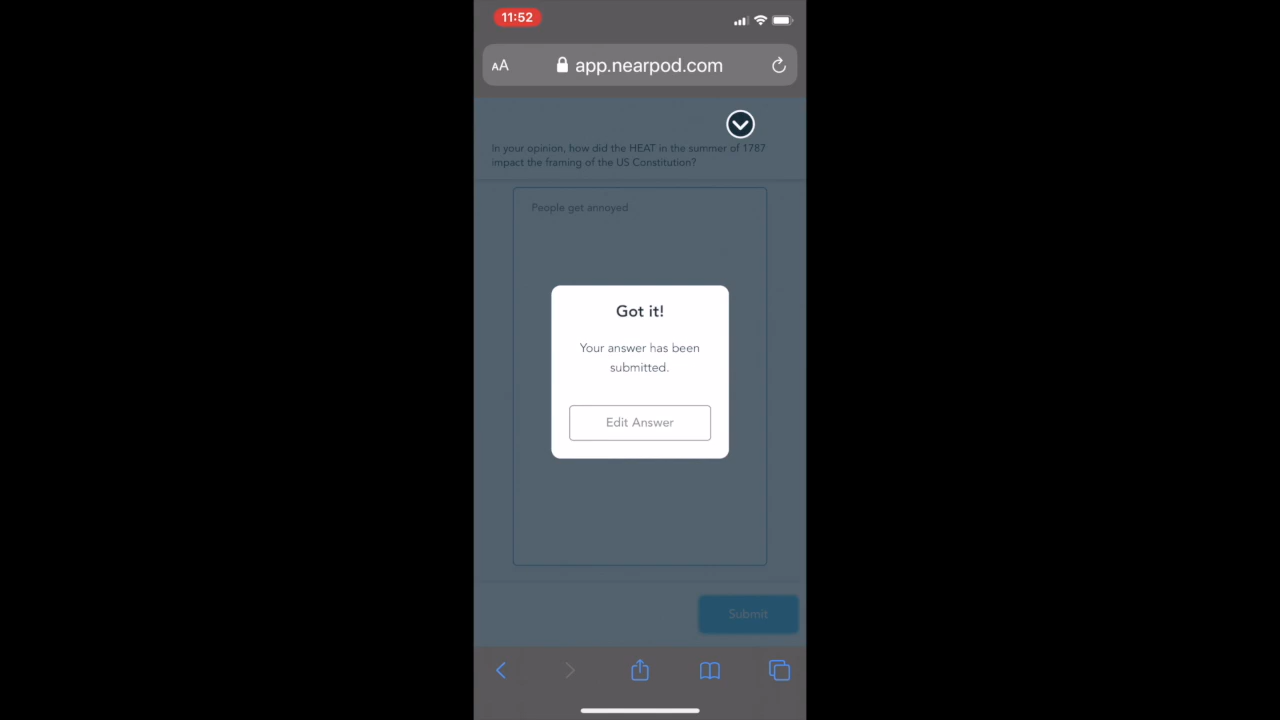 11:52
AA app.nearpod.com
In your opinion, how did the HEAT in the summer of 1787
impact the framing of the US Constitution?
People get annoyed
Got it!
Your answer has been
submitted.
Edit Answer
Submit